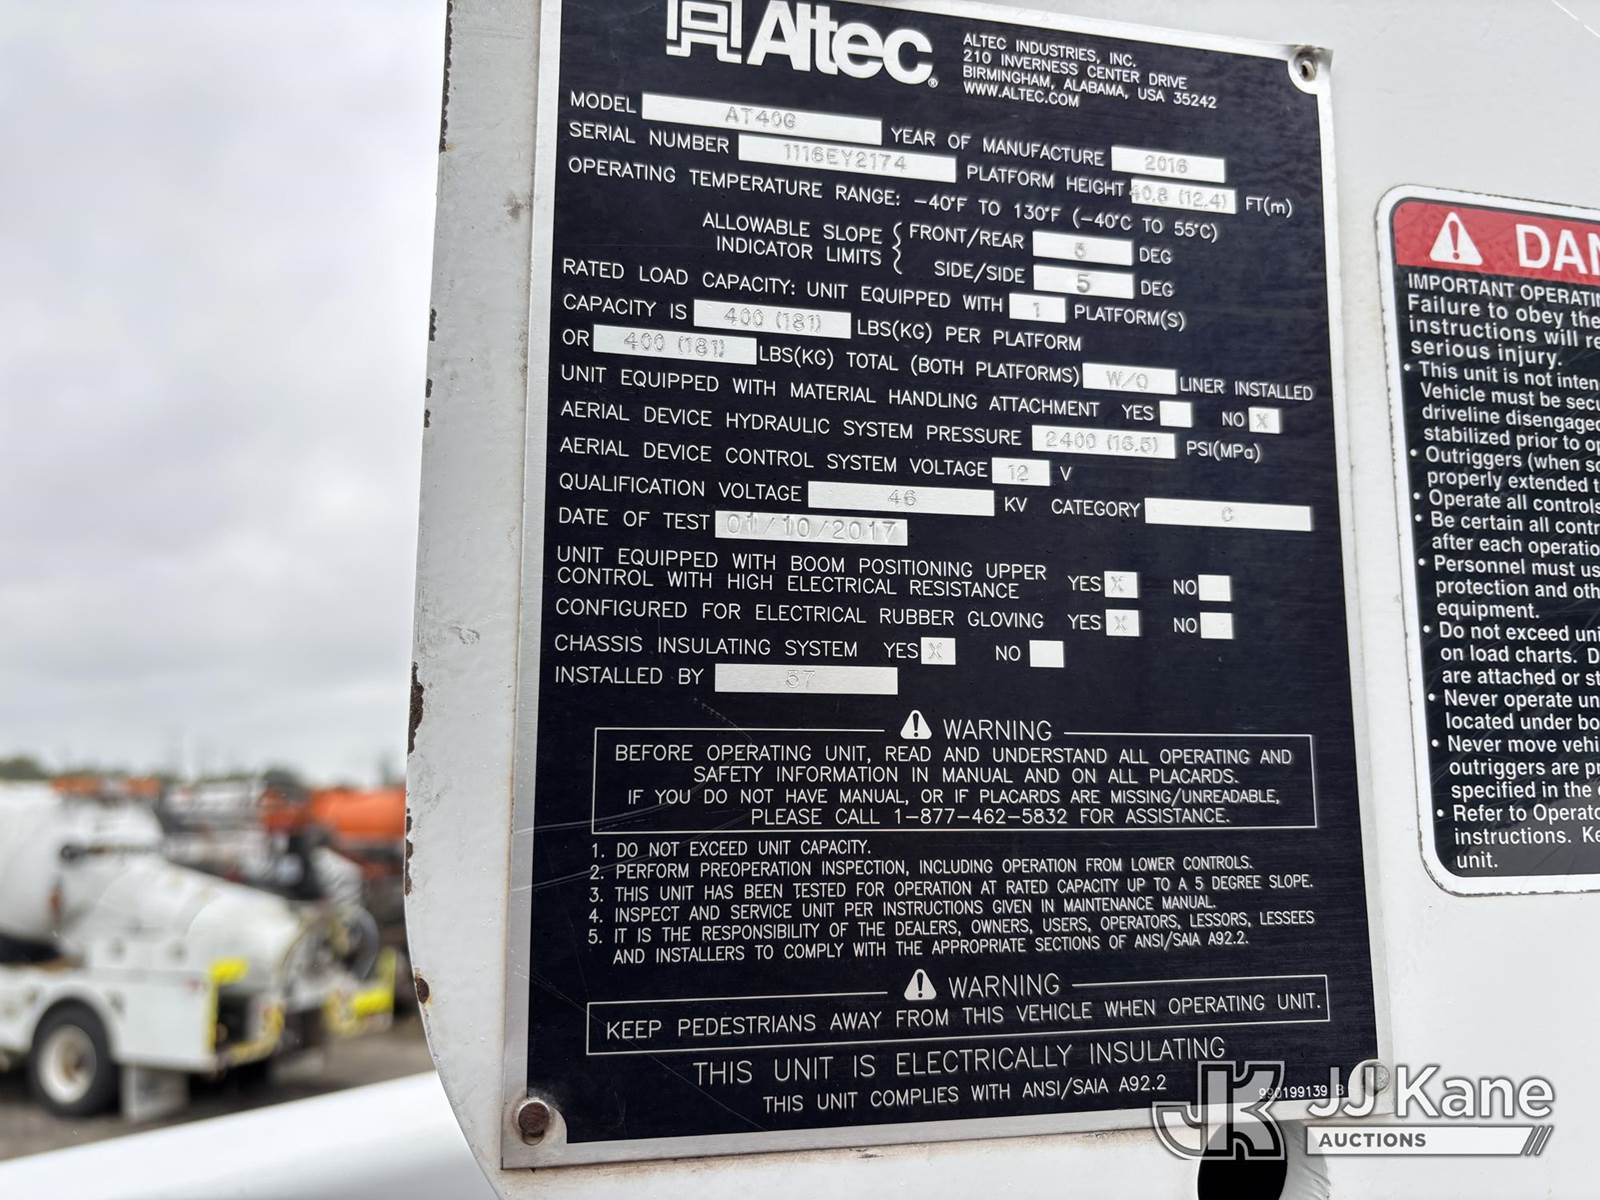 Altec®
ALTEC INDUSTRIES, INC.
210 INVERNESS CENTER DRIVE
BIRMINGHAM, ALABAMA, USA 35242
WWW.ALTEC.COM
MODEL AT40G YEAR OF MANUFACTURE 2016
SERIAL NUMBER 1116EY2174 PLATFORM HEIGHT 40.8 (12.4) FT(m)
OPERATING TEMPERATURE RANGE: -40°F TO 130°F (-40°C TO 55°C)
ALLOWABLE SLOPE INDICATOR LIMITS { FRONT/REAR 5 DEG
SIDE/SIDE 5 DEG
RATED LOAD CAPACITY: UNIT EQUIPPED WITH 1 PLATFORM(S)
CAPACITY IS 400 (181) LBS(KG) PER PLATFORM
OR 400 (181) LBS(KG) TOTAL (BOTH PLATFORMS) W/O LINER INSTALLED
UNIT EQUIPPED WITH MATERIAL HANDLING ATTACHMENT YES NO X
AERIAL DEVICE HYDRAULIC SYSTEM PRESSURE 2400 (16.5) PSI(MPa)
AERIAL DEVICE CONTROL SYSTEM VOLTAGE 12 V
QUALIFICATION VOLTAGE 46 KV CATEGORY C
DATE OF TEST 01/10/2017
UNIT EQUIPPED WITH BOOM POSITIONING UPPER
CONTROL WITH HIGH ELECTRICAL RESISTANCE YES X NO
CONFIGURED FOR ELECTRICAL RUBBER GLOVING YES X NO
CHASSIS INSULATING SYSTEM YES X NO
INSTALLED BY 57
WARNING
BEFORE OPERATING UNIT, READ AND UNDERSTAND ALL OPERATING AND
SAFETY INFORMATION IN MANUAL AND ON ALL PLACARDS.
IF YOU DO NOT HAVE MANUAL, OR IF PLACARDS ARE MISSING/UNREADABLE,
PLEASE CALL 1-877-462-5832 FOR ASSISTANCE.
1. DO NOT EXCEED UNIT CAPACITY.
2. PERFORM PREOPERATION INSPECTION, INCLUDING OPERATION FROM LOWER CONTROLS.
3. THIS UNIT HAS BEEN TESTED FOR OPERATION AT RATED CAPACITY UP TO A 5 DEGREE SLOPE.
4. INSPECT AND SERVICE UNIT PER INSTRUCTIONS GIVEN IN MAINTENANCE MANUAL.
5. IT IS THE RESPONSIBILITY OF THE DEALERS, OWNERS, USERS, OPERATORS, LESSORS, LESSEES
AND INSTALLERS TO COMPLY WITH THE APPROPRIATE SECTIONS OF ANSI/SAIA A92.2.
WARNING
KEEP PEDESTRIANS AWAY FROM THIS VEHICLE WHEN OPERATING UNIT.
THIS UNIT IS ELECTRICALLY INSULATING
THIS UNIT COMPLIES WITH ANSI/SAIA A92.2
990199139 B
DAN
IMPORTANT OPERATIN
Failure to obey the
instructions will re
serious injury.
• This unit is not inten
Vehicle must be secu
driveline disengaged
stabilized prior to op
• Outriggers (when so
properly extended t
• Operate all controls
• Be certain all contr
after each operatio
• Personnel must us
protection and oth
equipment.
• Do not exceed uni
on load charts. D
are attached or st
• Never operate un
located under bo
• Never move vehi
outriggers are pr
specified in the
• Refer to Operato
instructions. Ke
unit.
JK JJ Kane
AUCTIONS